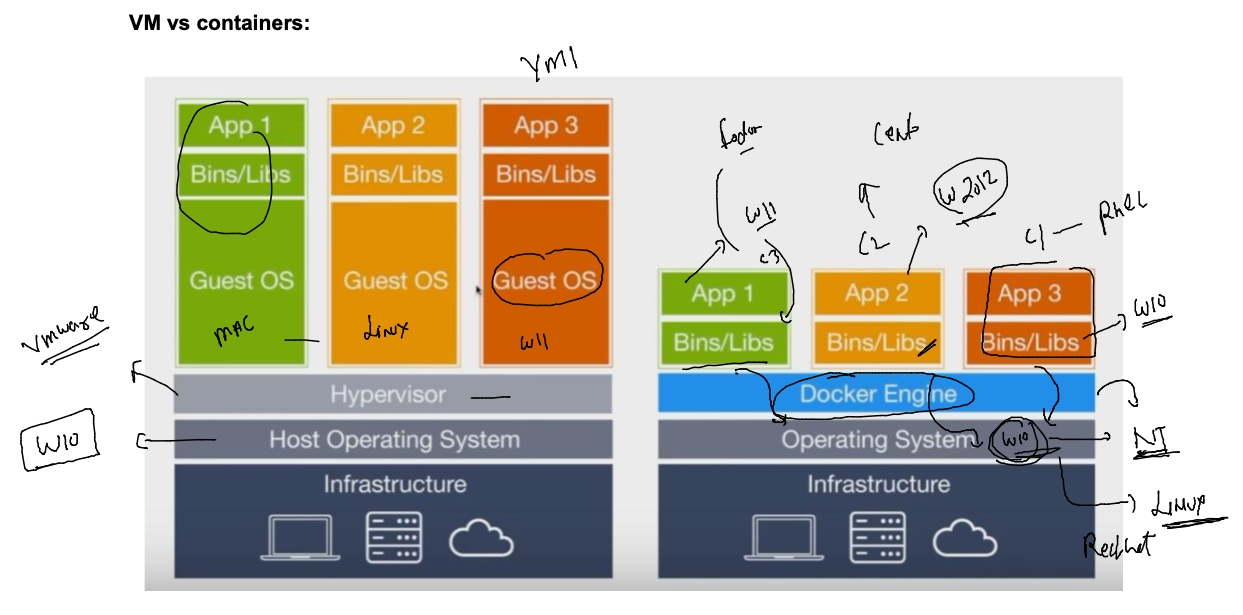 VM vs containers:
VM1
App 1
Bins/Libs
Guest OS
MAC
App 2
Bins/Libs
Guest OS
LINUX
App 3
Bins/Libs
Guest OS
W11
Vmware
Hypervisor
W10
Host Operating System
Infrastructure
Cent
W 2012
W11
C3
C2
C1
RHEL
App 1
Bins/Libs
App 2
Bins/Libs
App 3
Bins/Libs
W10
Docker Engine
Operating System
W10
NT
LINUX
Infrastructure
Redhat